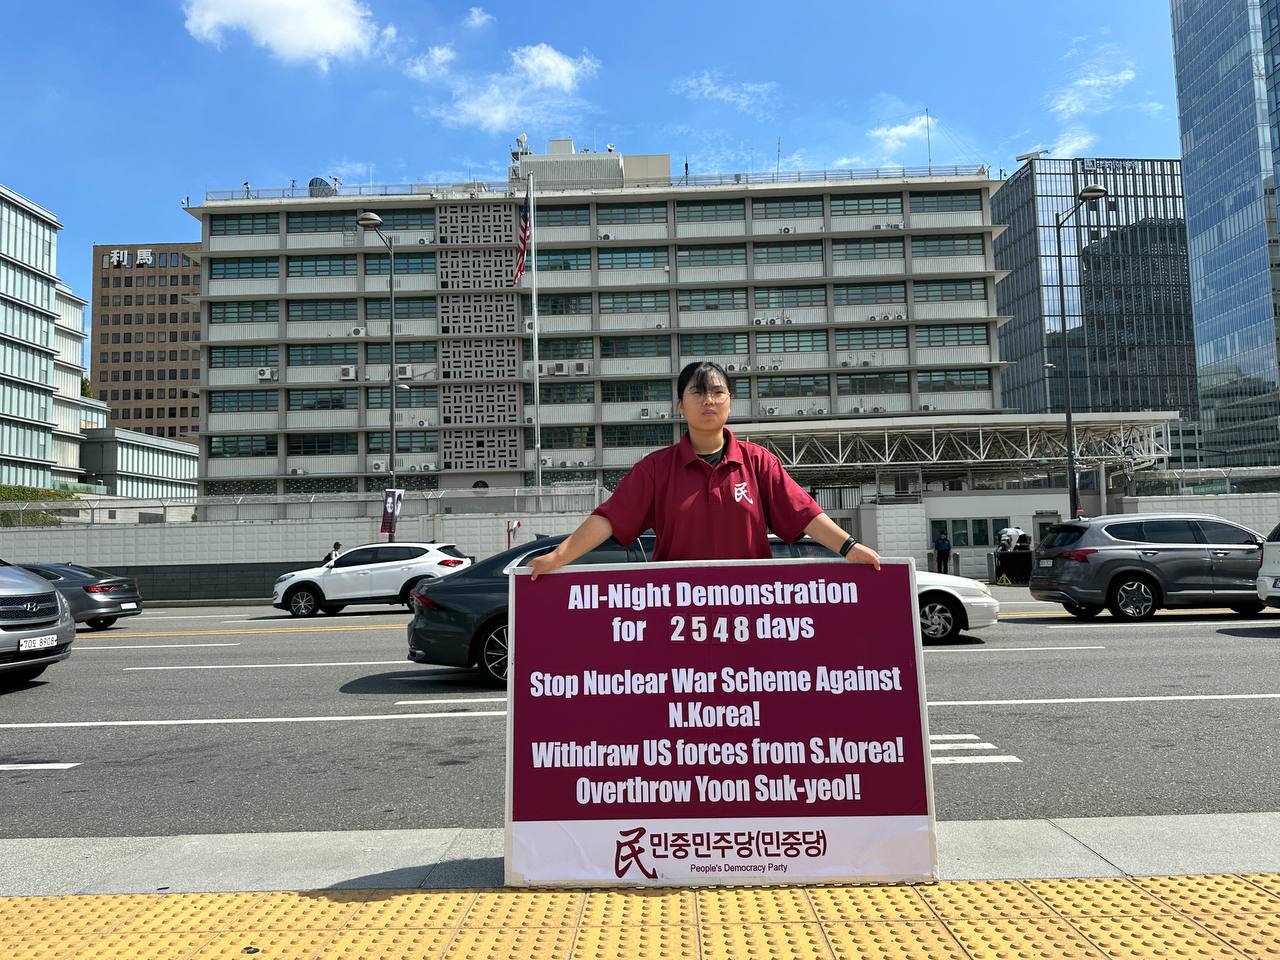 利馬
民
All-Night Demonstration
for 2548 days
Stop Nuclear War Scheme Against
N.Korea!
Withdraw US forces from S.Korea!
Overthrow Yoon Suk-yeol!
民 민중민주당(민중당)
People's Democracy Party